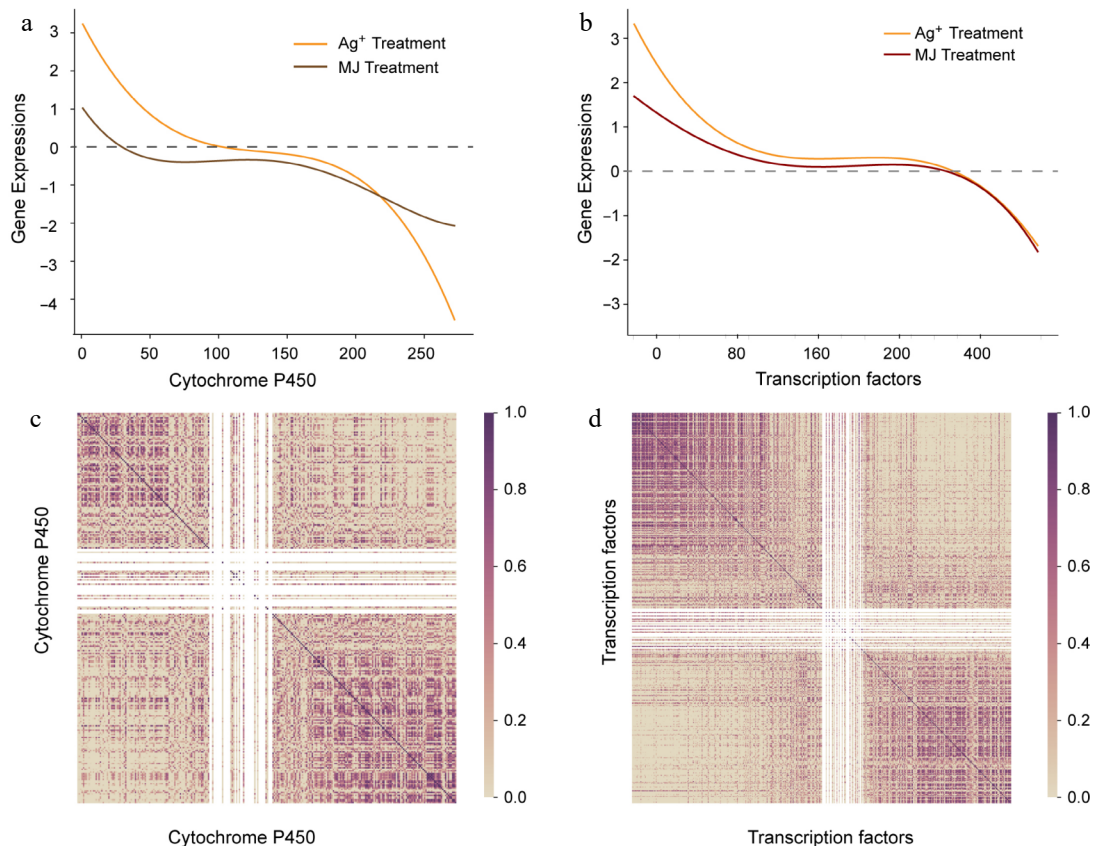 a
3
2
1
0
−1
−2
−3
−4
Gene Expressions
Ag+ Treatment
MJ Treatment
0 50 100 150 200 250
Cytochrome P450
b
3
2
1
0
−1
−2
−3
Gene Expressions
Ag+ Treatment
MJ Treatment
0 80 160 200 400
Transcription factors
c
Cytochrome P450
1.0
0.8
0.6
0.4
0.2
0.0
Cytochrome P450
d
Transcription factors
1.0
0.8
0.6
0.4
0.2
0.0
Transcription factors